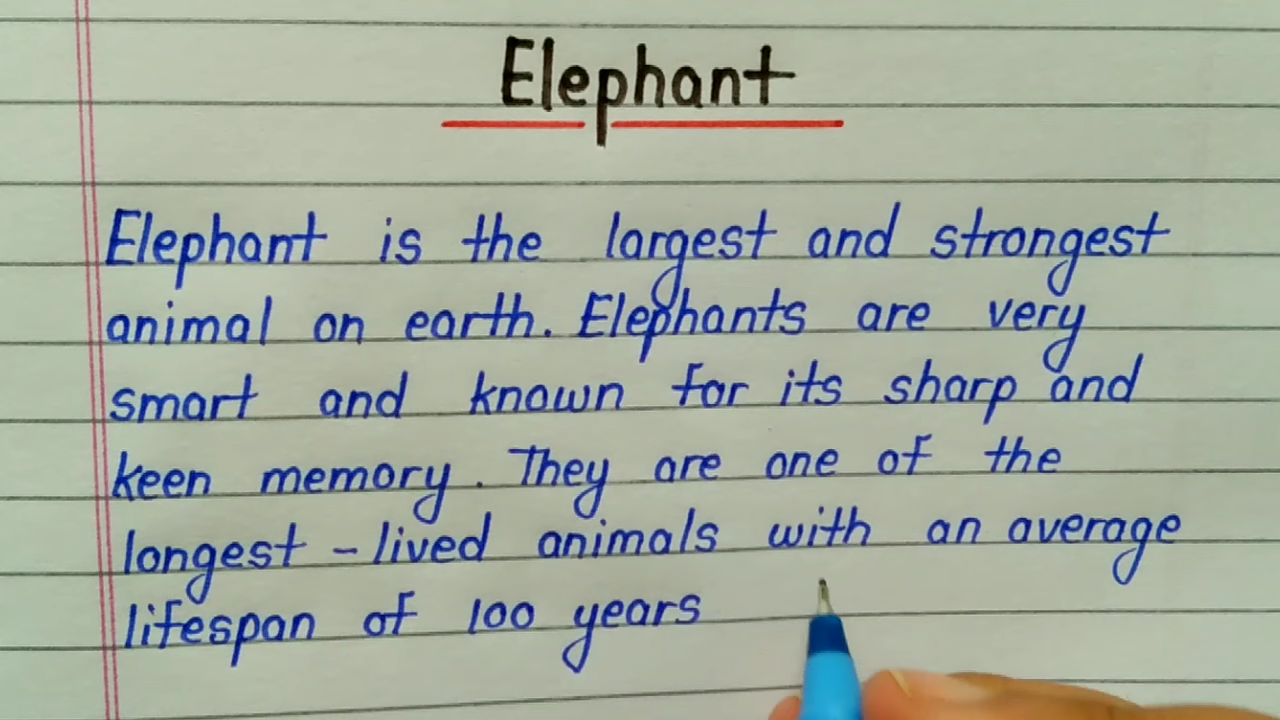 Elephant
Elephant is the largest and strongest
animal on earth. Elephants are very
smart and known for its sharp and
keen memory. They are one of the
longest - lived animals with an average
lifespan of 100 years